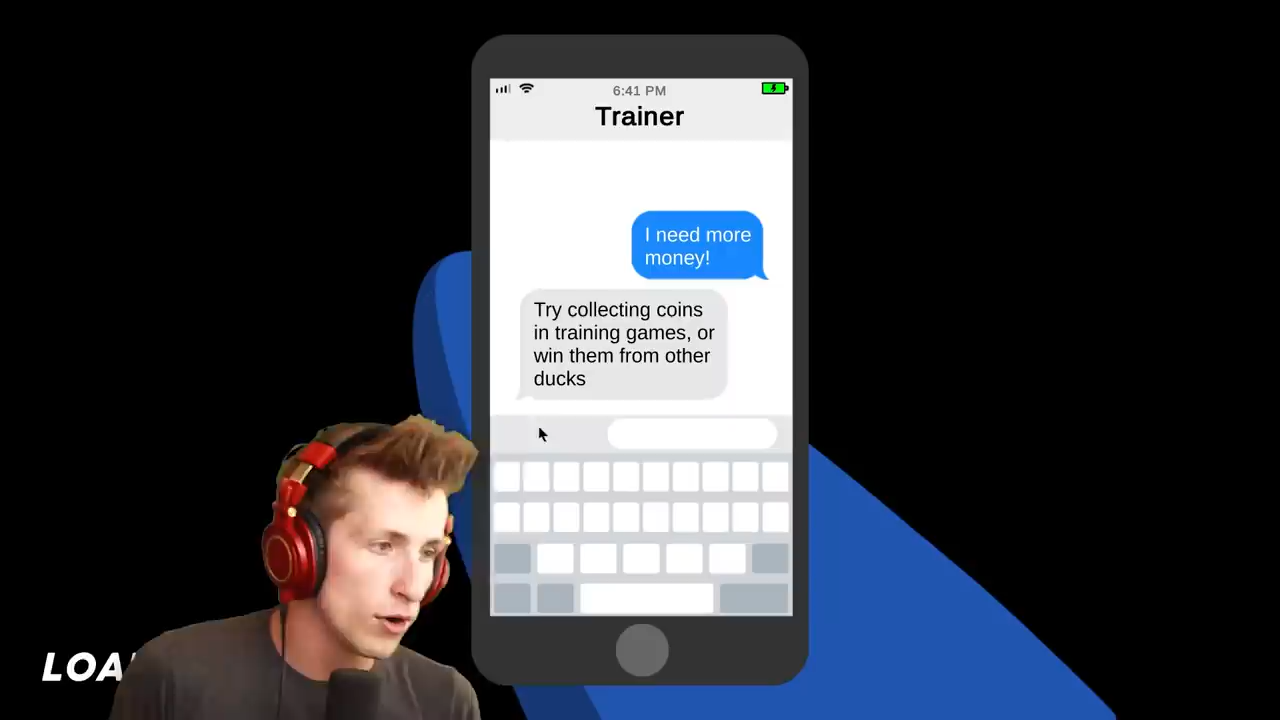 6:41 PM
Trainer
I need more
money!
Try collecting coins
in training games, or
win them from other
ducks
LOA